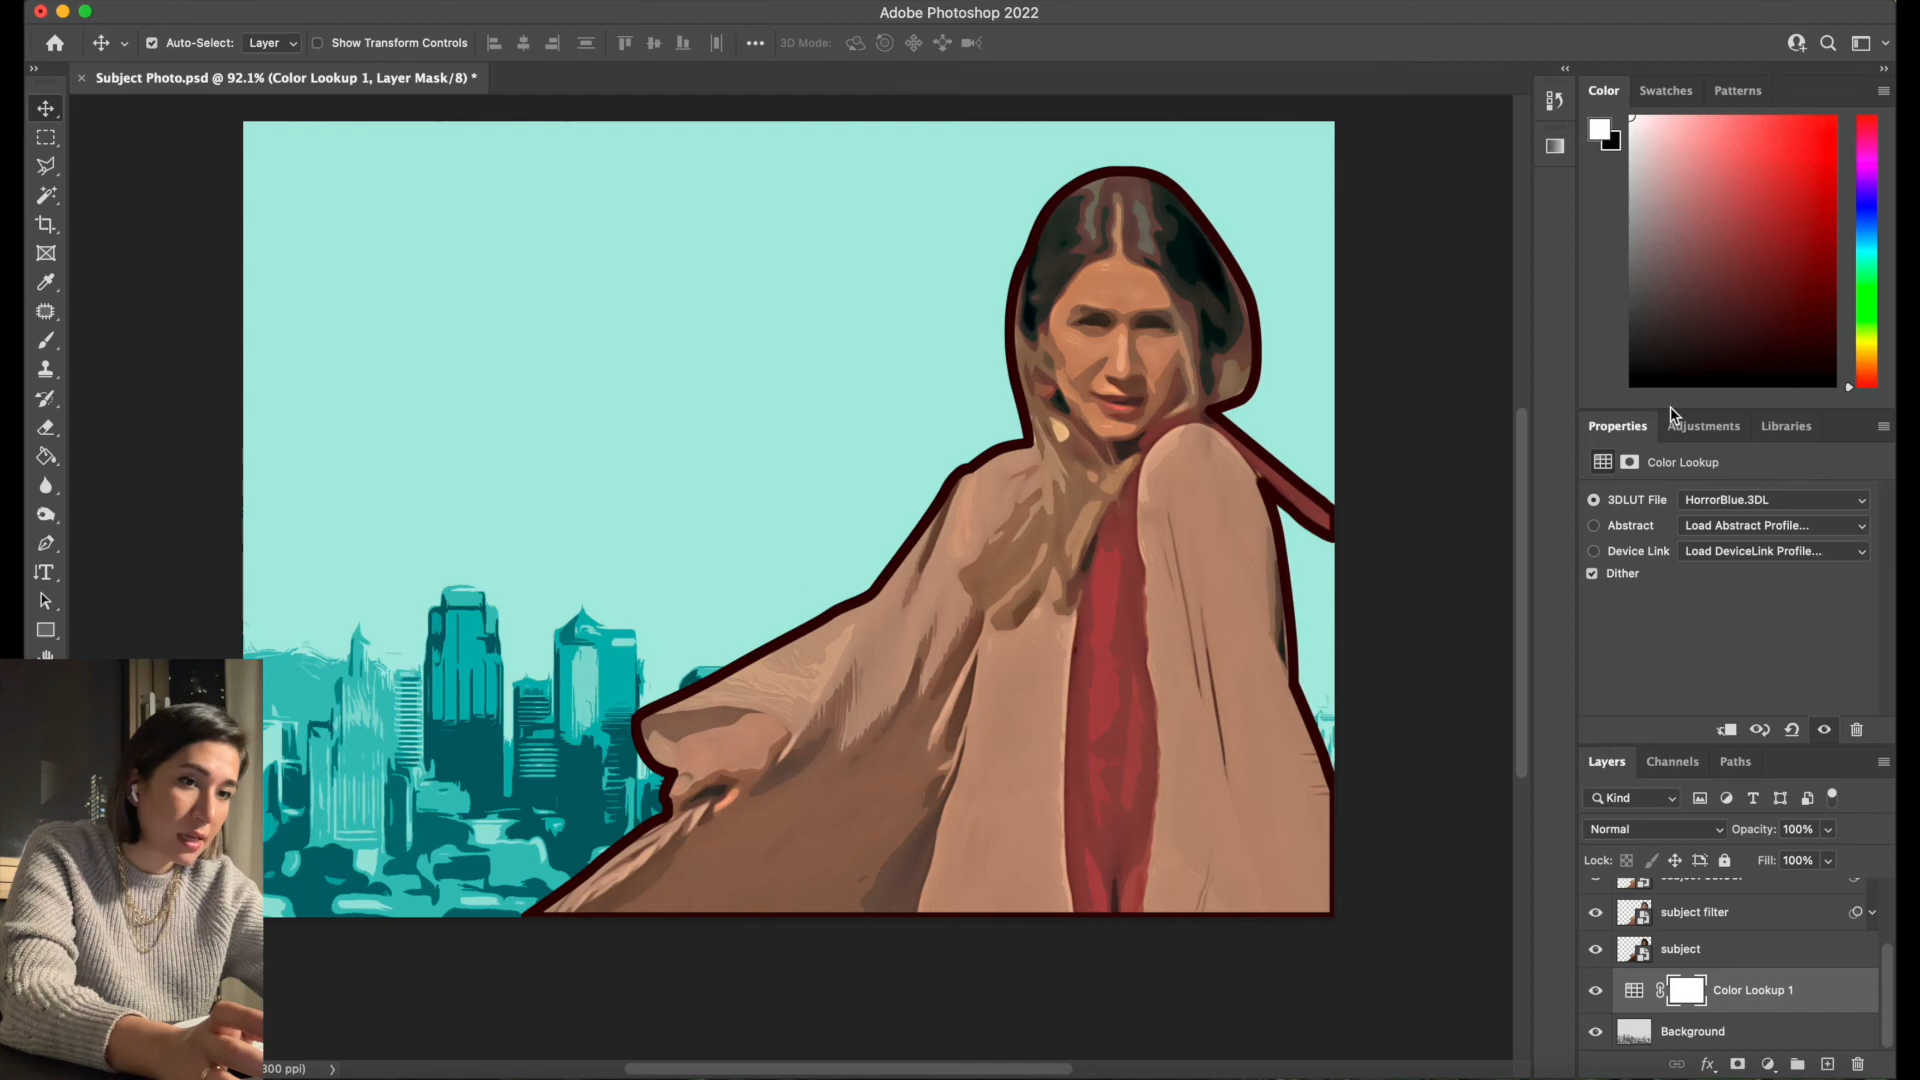 Adobe Photoshop 2022
Auto-Select: Layer Show Transform Controls 3D Mode:
Subject Photo.psd @ 92.1% (Color Lookup 1, Layer Mask/8) *
Color Swatches Patterns
Properties Adjustments Libraries
Color Lookup
3DLUT File HorrorBlue.3DL
Abstract Load Abstract Profile...
Device Link Load DeviceLink Profile...
Dither
Layers Channels Paths
Kind
Normal Opacity: 100%
Lock: Fill: 100%
subject filter
subject
Color Lookup 1
Background
300 ppi)